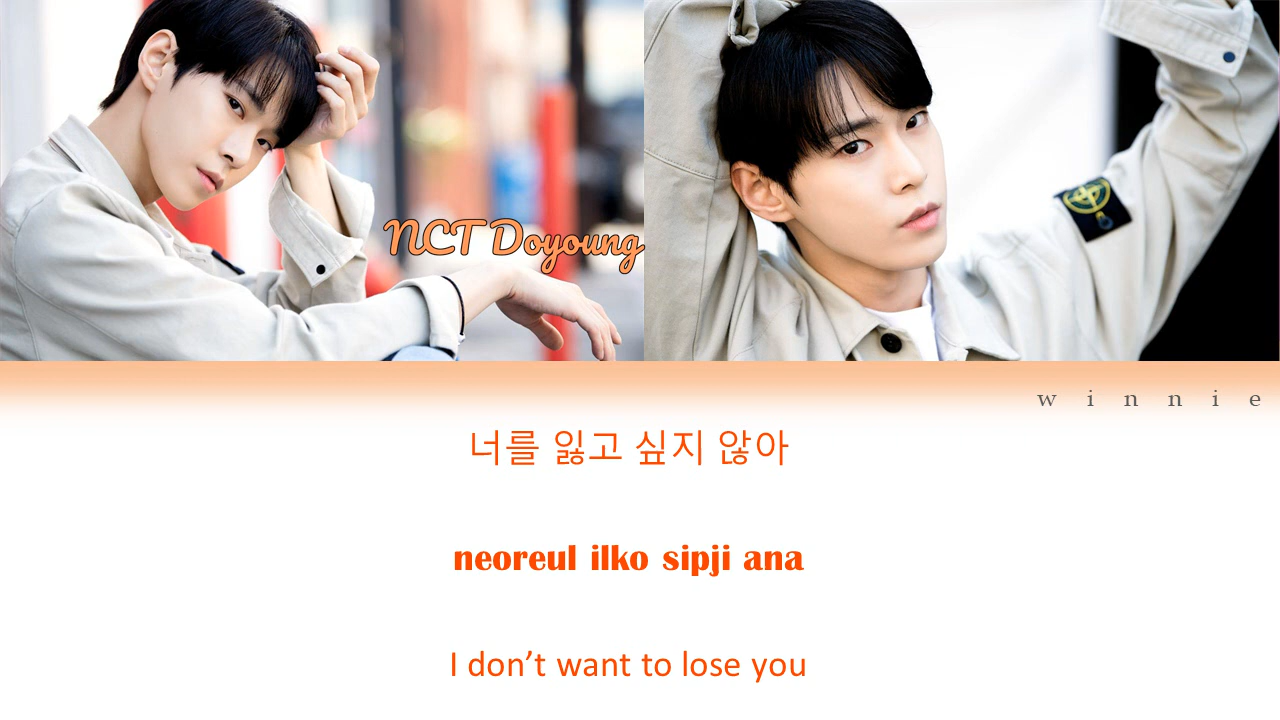 NCT Doyoung
winnie
너를 잃고 싶지 않아
neoreul ilko sipji ana
I don’t want to lose you